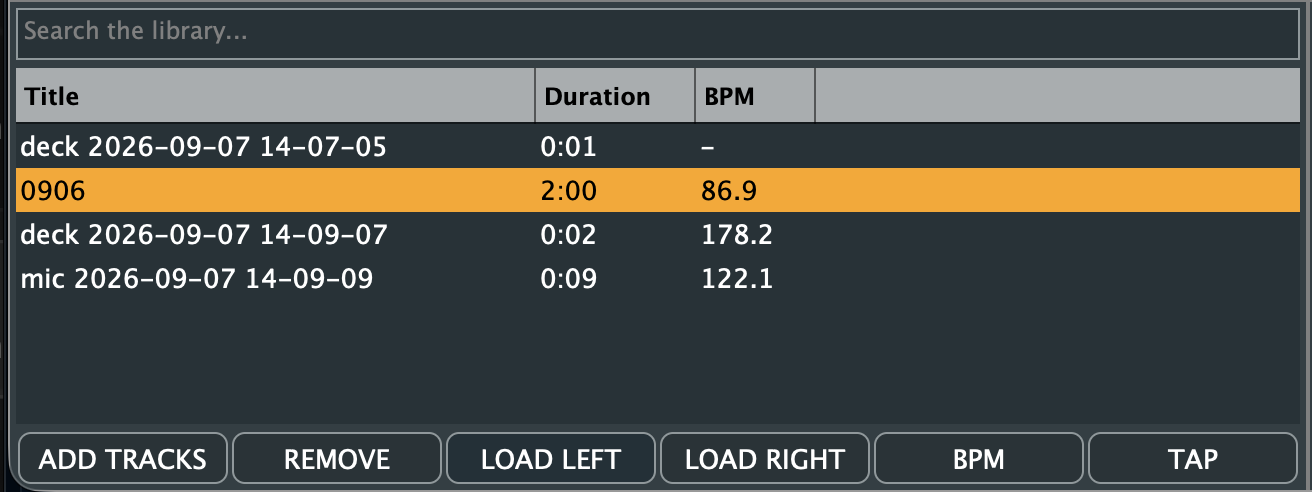 Search the library...
Title Duration BPM
deck 2026-09-07 14-07-05 0:01 -
0906 2:00 86.9
deck 2026-09-07 14-09-07 0:02 178.2
mic 2026-09-07 14-09-09 0:09 122.1
ADD TRACKS REMOVE LOAD LEFT LOAD RIGHT BPM TAP